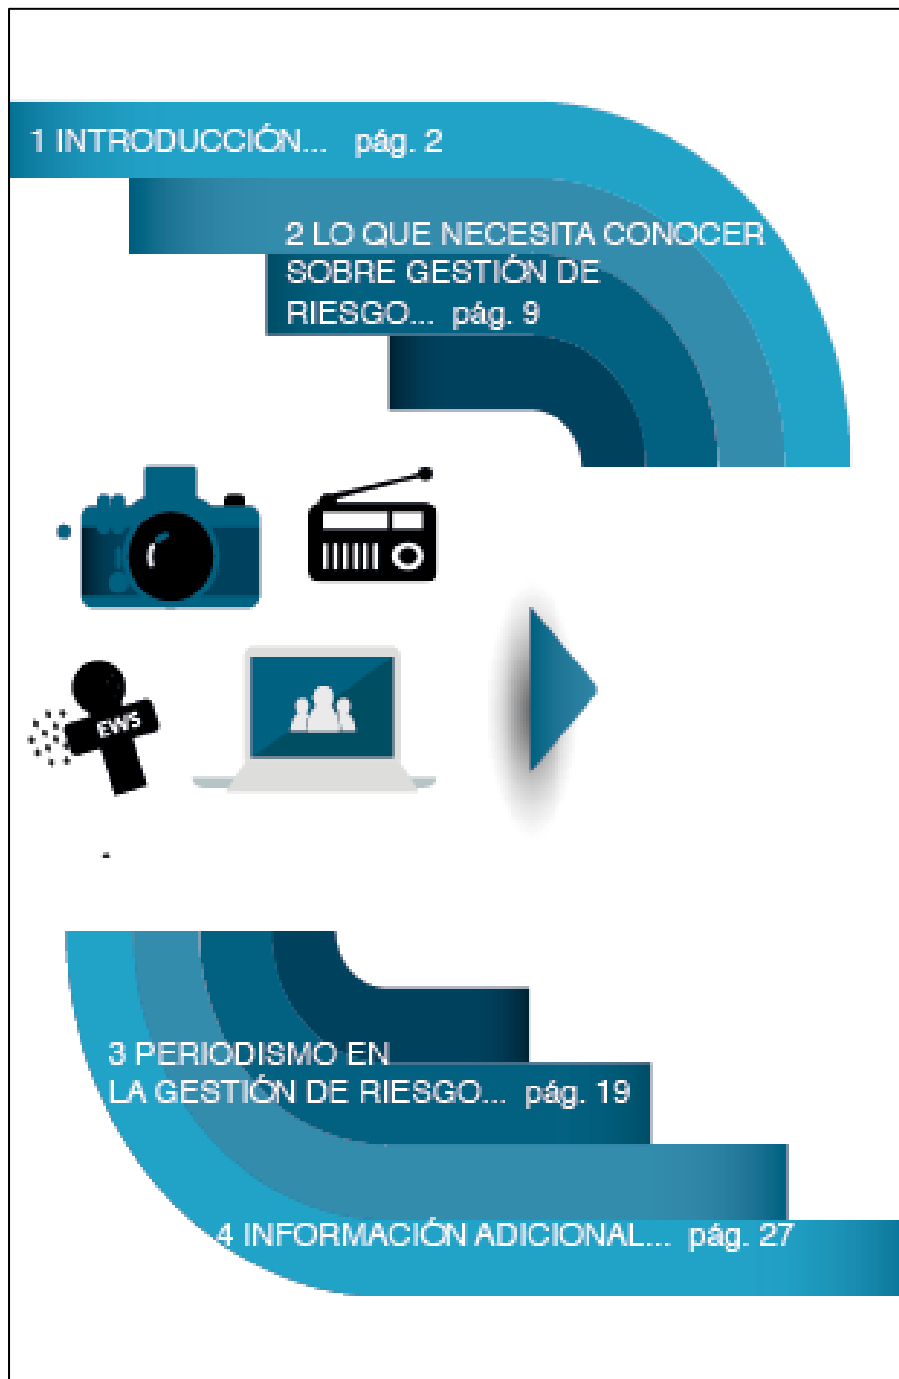 1 INTRODUCCIÓN... pág. 2
2 LO QUE NECESITA CONOCER
SOBRE GESTIÓN DE
RIESGO... pág. 9
EWS
3 PERIODISMO EN
LA GESTIÓN DE RIESGO... pág. 19
4 INFORMACIÓN ADICIONAL... pág. 27